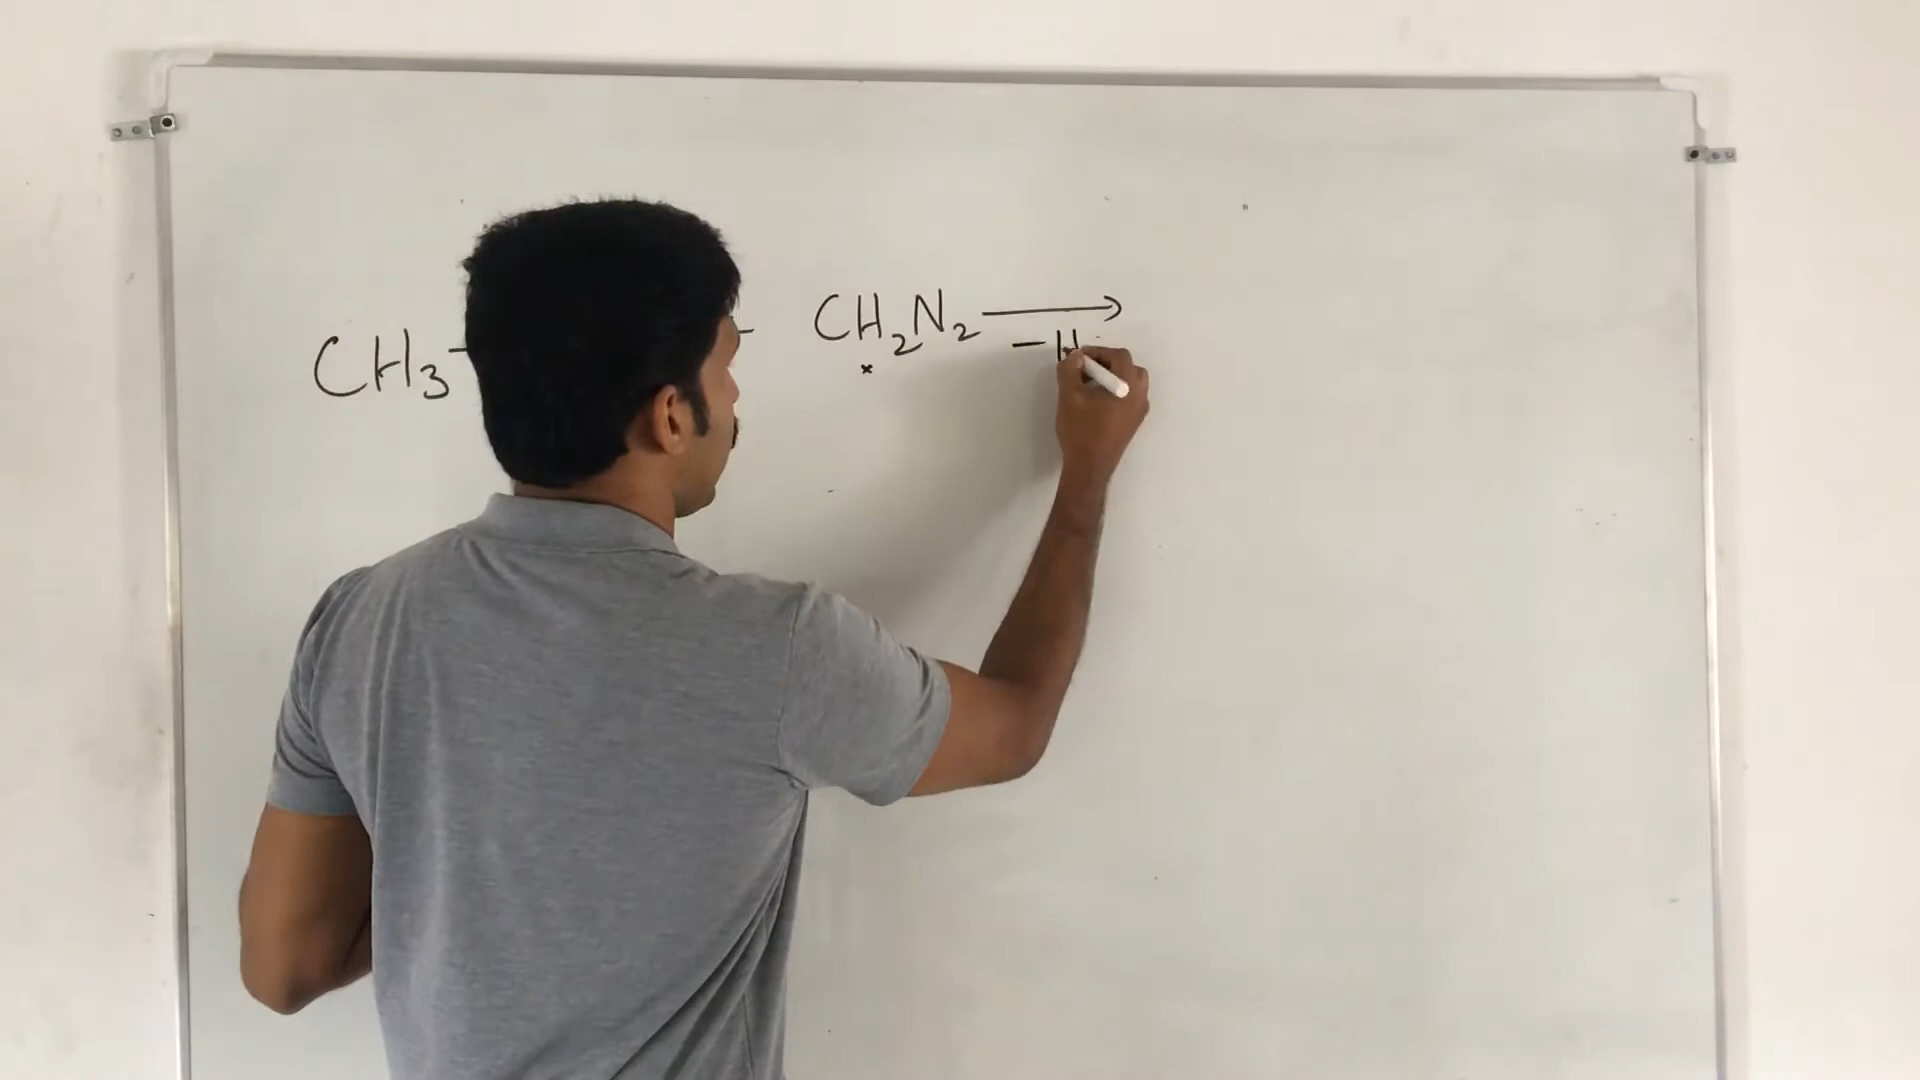 CH3- - CH2N2 →
-H
x